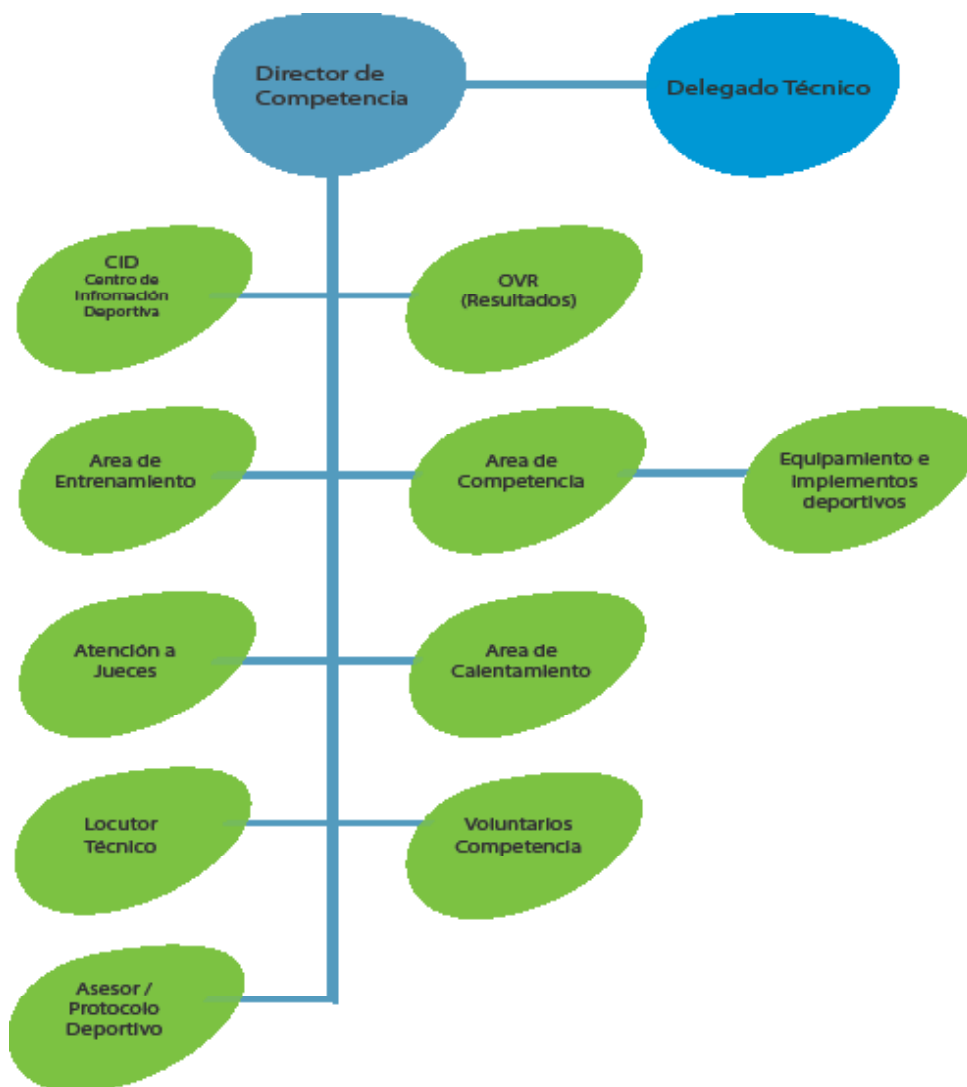 Director de
Competencia
Delegado Técnico
CID
Centro de
Infromación
Deportiva
OVR
(Resultados)
Area de
Entrenamiento
Area de
Competencia
Equipamiento e
implementos
deportivos
Atención a
Jueces
Area de
Calentamiento
Locutor
Técnico
Voluntarios
Competencia
Asesor /
Protocolo
Deportivo